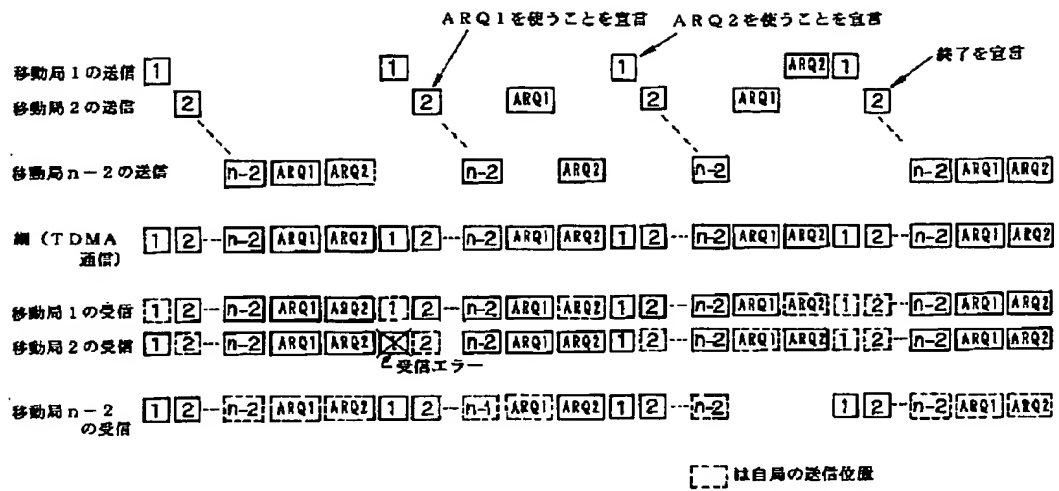 ARQ1を使うことを宣言 ARQ2を使うことを宣言
終了を宣言
移動局1の送信 1 1 1 ARQ2 1
移動局2の送信 2 2 ARQ1 2 ARQ1 2
移動局n-2の送信 n-2 ARQ1 ARQ2 n-2 ARQ2 n-2 n-2 ARQ1 ARQ2
網(TDMA 1 2 n-2 ARQ1 ARQ2 1 2 n-2 ARQ1 ARQ2 1 2 n-2 ARQ1 ARQ2 1 2 n-2 ARQ1 ARQ2
通信)
移動局1の受信 1 2 n-2 ARQ1 ARQ2 1 2 n-2 ARQ1 ARQ2 1 2 n-2 ARQ1 ARQ2 1 2 n-2 ARQ1 ARQ2
移動局2の受信 1 2 n-2 ARQ1 ARQ2 1 2 n-2 ARQ1 ARQ2 1 2 n-2 ARQ1 ARQ2 1 2 n-2 ARQ1 ARQ2
受信エラー
移動局n-2 1 2 n-2 ARQ1 ARQ2 1 2 n-1 ARQ1 ARQ2 1 2 n-2 1 2 n-2 ARQ1 ARQ2
の受信
は自局の送信位置